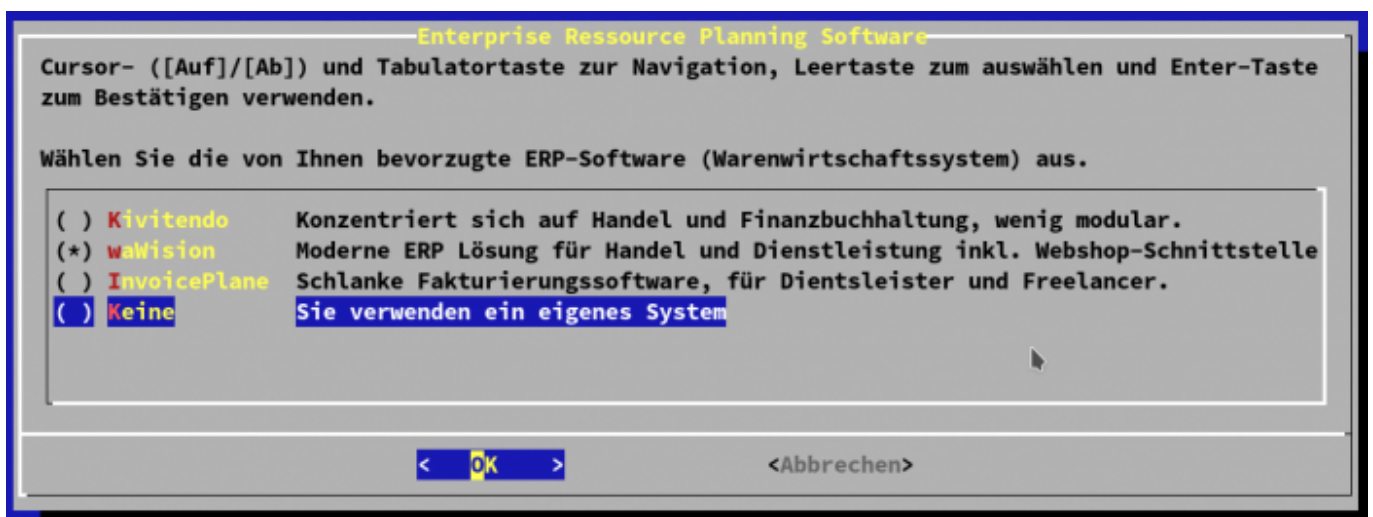 Enterprise Ressource Planning Software
Cursor- ([Auf]/[Ab]) und Tabulatortaste zur Navigation, Leertaste zum auswählen und Enter-Taste
zum Bestätigen verwenden.
Wählen Sie die von Ihnen bevorzugte ERP-Software (Warenwirtschaftssystem) aus.
( ) Kivitendo Konzentriert sich auf Handel und Finanzbuchhaltung, wenig modular.
(*) waWision Moderne ERP Lösung für Handel und Dienstleistung inkl. Webshop-Schnittstelle
( ) InvoicePlane Schlanke Fakturierungssoftware, für Dientsleister und Freelancer.
( ) Keine Sie verwenden ein eigenes System
< OK > <Abbrechen>